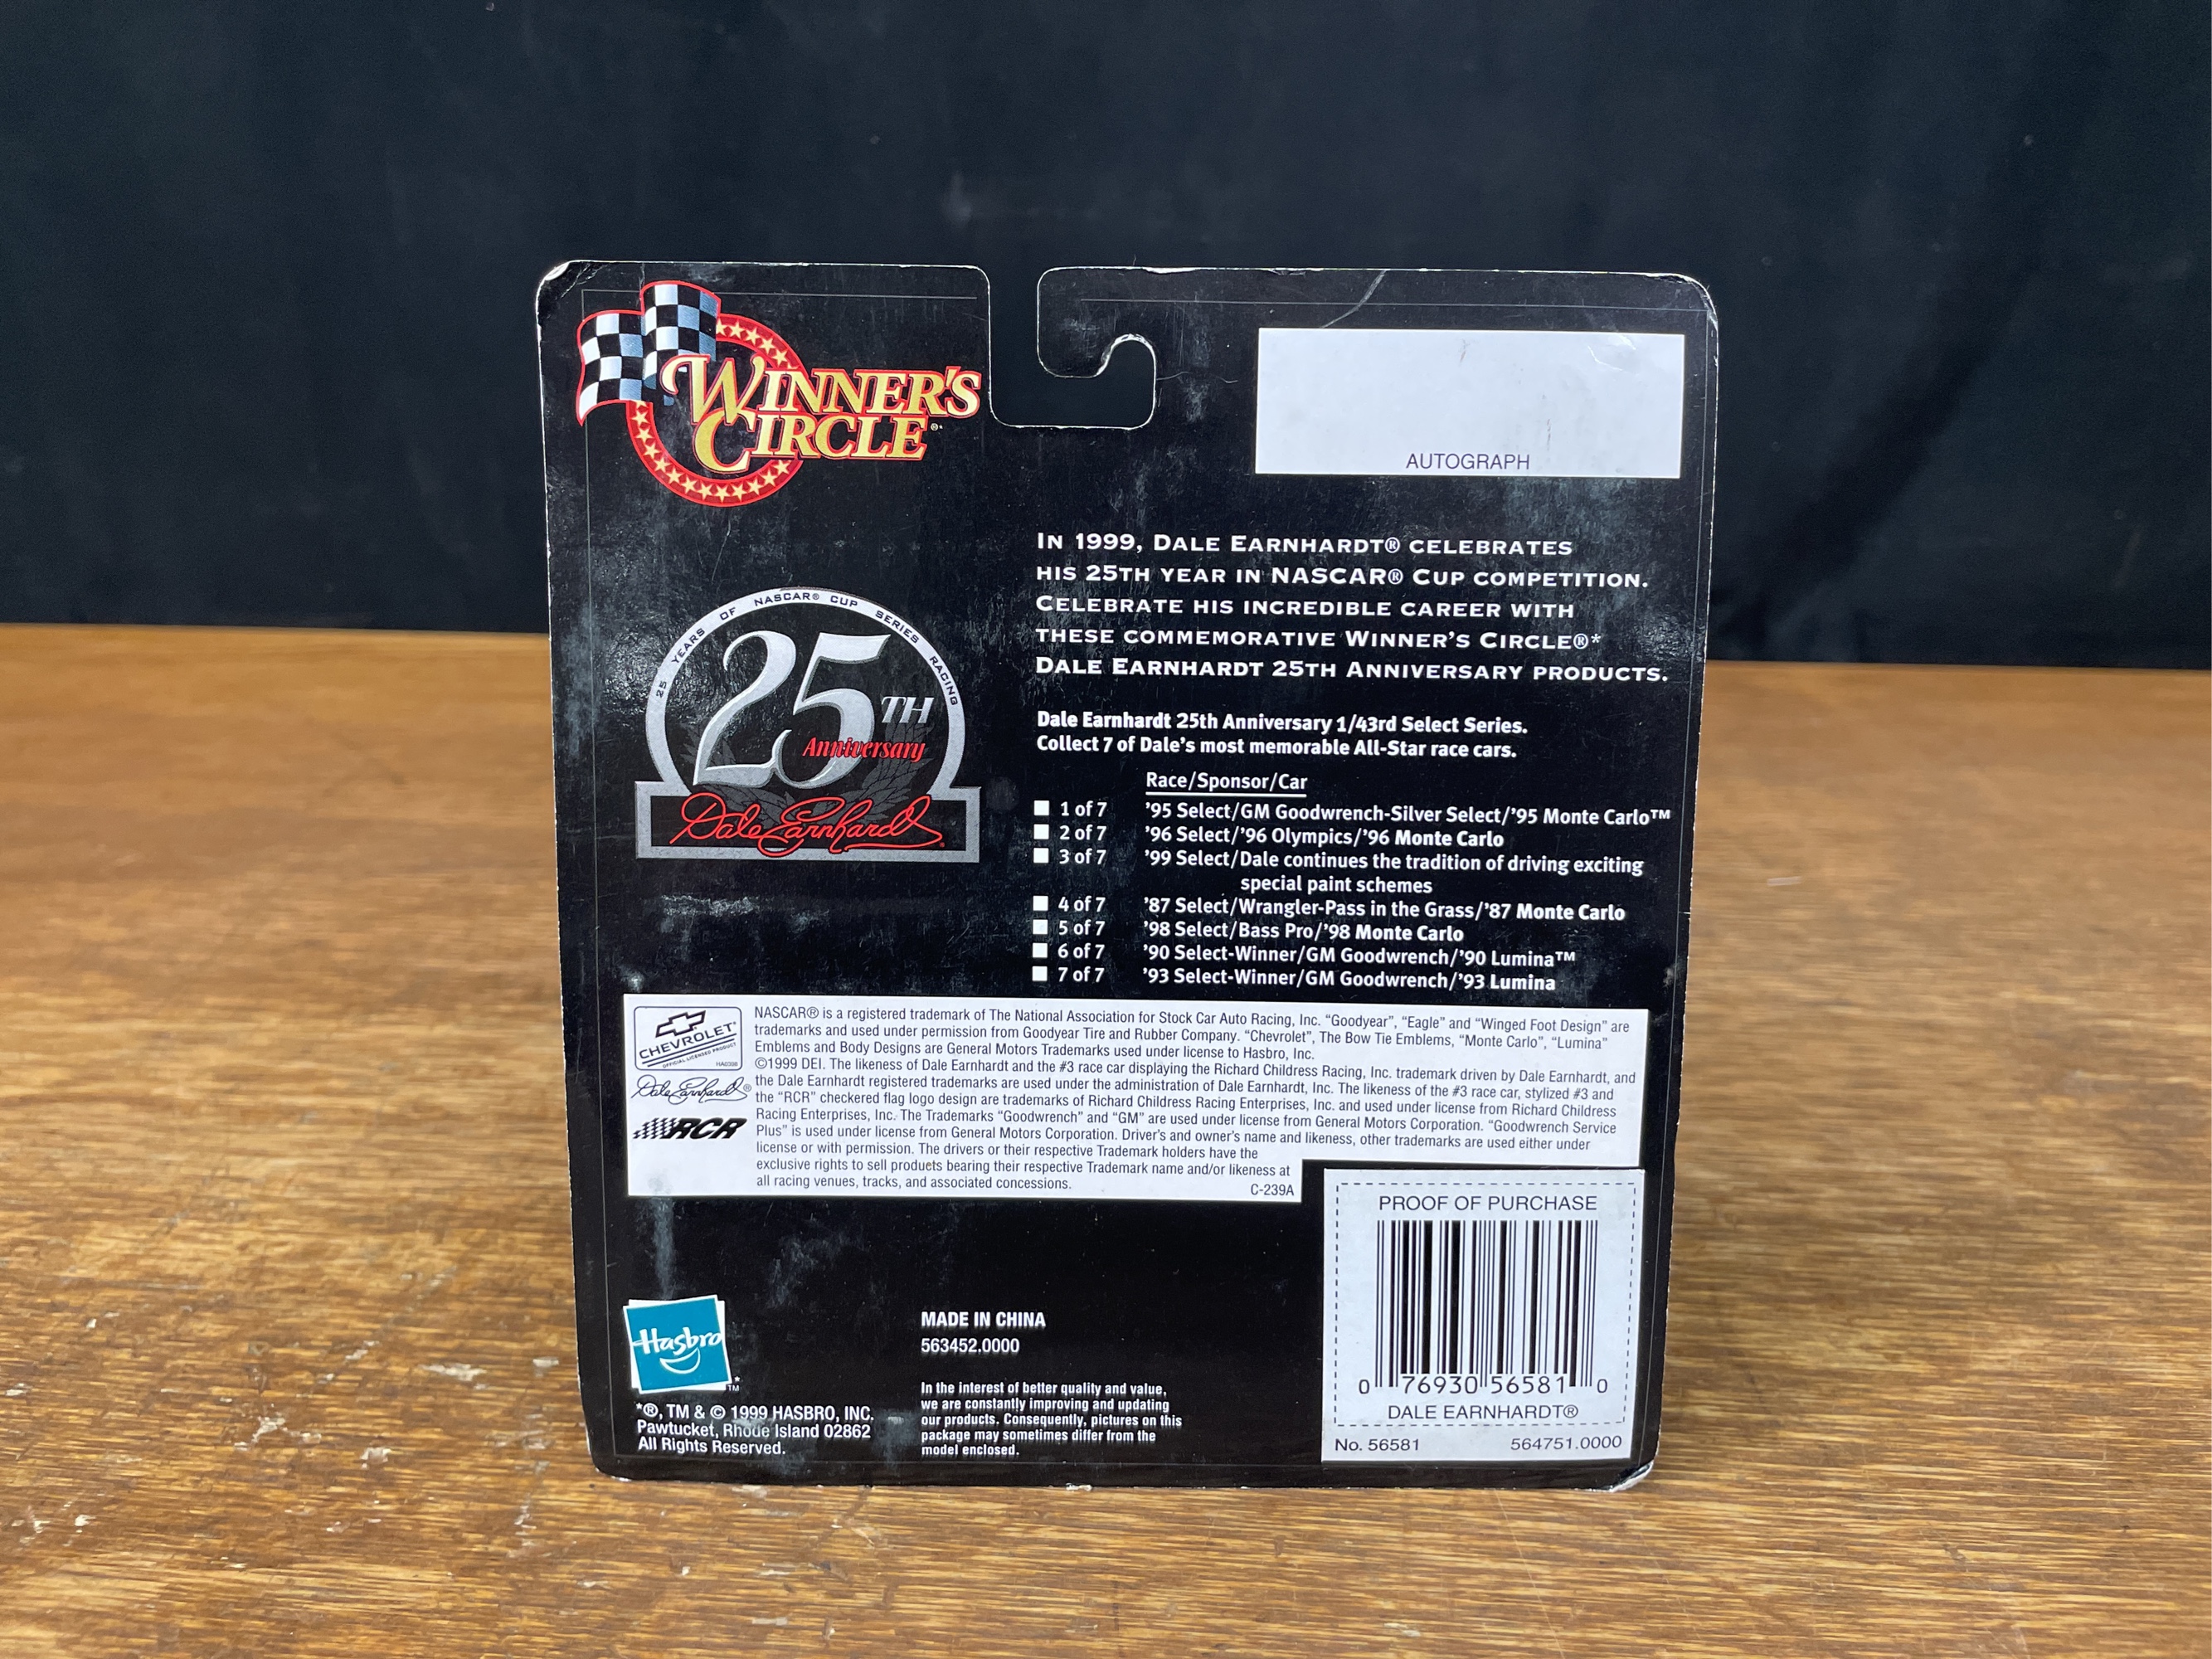 WINNER'S
CIRCLE®*
AUTOGRAPH
IN 1999, DALE EARNHARDT® CELEBRATES
HIS 25TH YEAR IN NASCAR® CUP COMPETITION.
CELEBRATE HIS INCREDIBLE CAREER WITH
THESE COMMEMORATIVE WINNER'S CIRCLE®*
DALE EARNHARDT 25TH ANNIVERSARY PRODUCTS.
25 YEARS OF NASCAR® CUP SERIES RACING
25TH
Anniversary
Dale Earnhardt
Dale Earnhardt 25th Anniversary 1/43rd Select Series.
Collect 7 of Dale's most memorable All-Star race cars.
Race/Sponsor/Car
1 of 7 '95 Select/GM Goodwrench-Silver Select/'95 Monte Carlo™
2 of 7 '96 Select/'96 Olympics/'96 Monte Carlo
3 of 7 '99 Select/Dale continues the tradition of driving exciting
special paint schemes
4 of 7 '87 Select/Wrangler-Pass in the Grass/'87 Monte Carlo
5 of 7 '98 Select/Bass Pro/'98 Monte Carlo
6 of 7 '90 Select-Winner/GM Goodwrench/'90 Lumina™
7 of 7 '93 Select-Winner/GM Goodwrench/'93 Lumina
CHEVROLET
OFFICIAL LICENSED PRODUCT
Dale Earnhardt®
RCR
NASCAR® is a registered trademark of The National Association for Stock Car Auto Racing, Inc. "Goodyear", "Eagle" and "Winged Foot Design" are
trademarks and used under permission from Goodyear Tire and Rubber Company. "Chevrolet", The Bow Tie Emblems, "Monte Carlo", "Lumina"
Emblems and Body Designs are General Motors Trademarks used under license to Hasbro, Inc.
©1999 DEI. The likeness of Dale Earnhardt and the #3 race car displaying the Richard Childress Racing, Inc. trademark driven by Dale Earnhardt, and
the Dale Earnhardt registered trademarks are used under the administration of Dale Earnhardt, Inc. The likeness of the #3 race car, stylized #3 and
the "RCR" checkered flag logo design are trademarks of Richard Childress Racing Enterprises, Inc. and used under license from Richard Childress
Racing Enterprises, Inc. The Trademarks "Goodwrench" and "GM" are used under license from General Motors Corporation. "Goodwrench Service
Plus" is used under license from General Motors Corporation. Driver's and owner's name and likeness, other trademarks are used either under
license or with permission. The drivers or their respective Trademark holders have the
exclusive rights to sell products bearing their respective Trademark name and/or likeness at
all racing venues, tracks, and associated concessions.
C-239A
PROOF OF PURCHASE
0 76930 56581 0
DALE EARNHARDT®
No. 56581 564751.0000
Hasbro
™*
*®, TM & © 1999 HASBRO, INC.
Pawtucket, Rhode Island 02862
All Rights Reserved.
MADE IN CHINA
563452.0000
In the interest of better quality and value,
we are constantly improving and updating
our products. Consequently, pictures on this
package may sometimes differ from the
model enclosed.